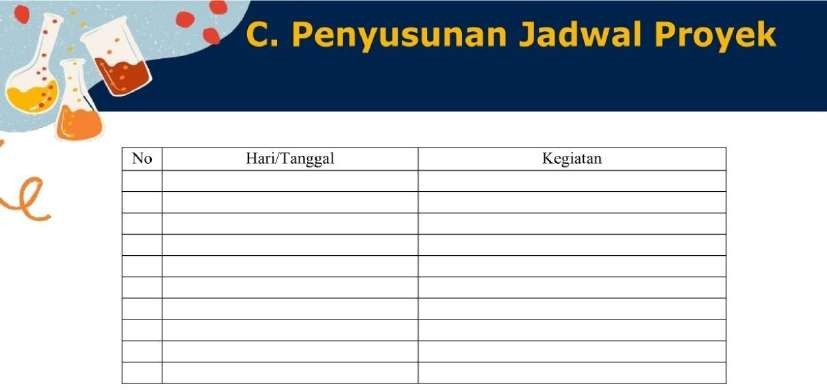 C. Penyusunan Jadwal Proyek
No Hari/Tanggal Kegiatan